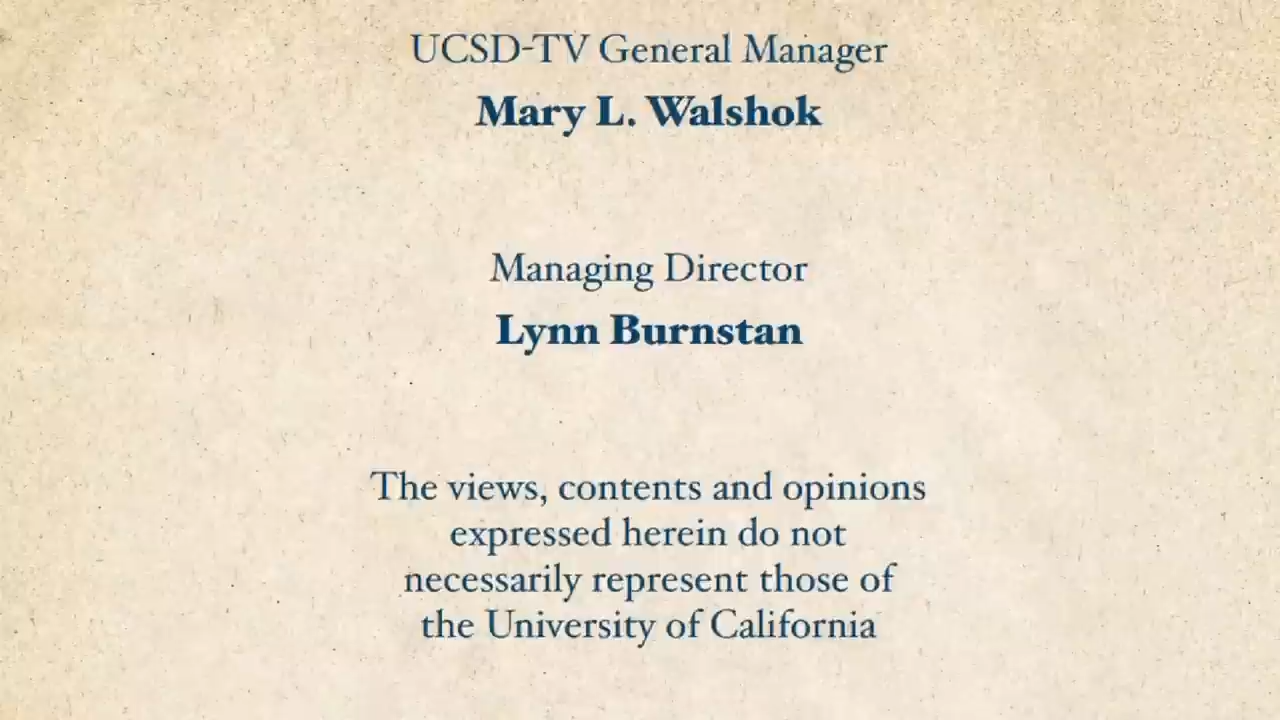 UCSD-TV General Manager
Mary L. Walshok
Managing Director
Lynn Burnstan
The views, contents and opinions
expressed herein do not
necessarily represent those of
the University of California